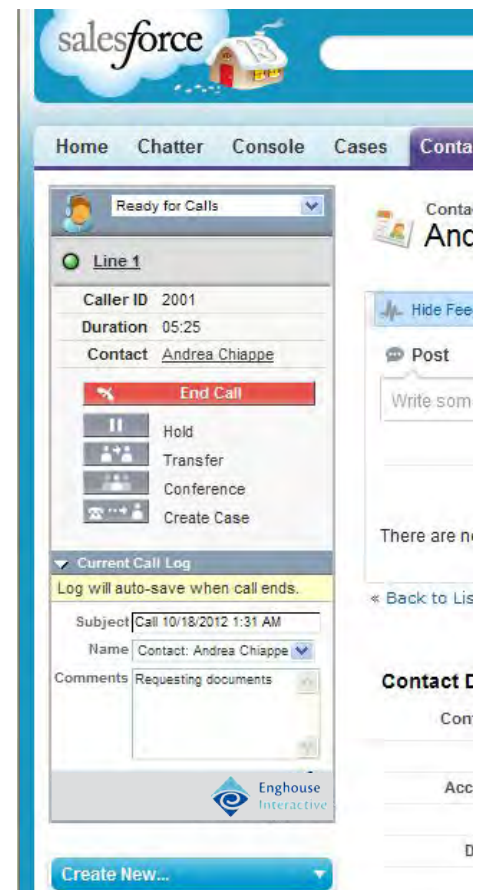 salesforce
13
Home Chatter Console Cases Conta
Ready for Calls
Line 1
Caller ID 2001
Duration 05:25
Contact Andrea Chiappe
End Call
Hold
Transfer
Conference
Create Case
Current Call Log
Log will auto-save when call ends.
Subject Call 10/18/2012 1:31 AM
Name Contact: Andrea Chiappe
Comments Requesting documents
Enghouse
Interactive
Create New...
Conta
And
Hide Fee
Post
Write som
There are n
« Back to Lis
Contact D
Con
Acc
D